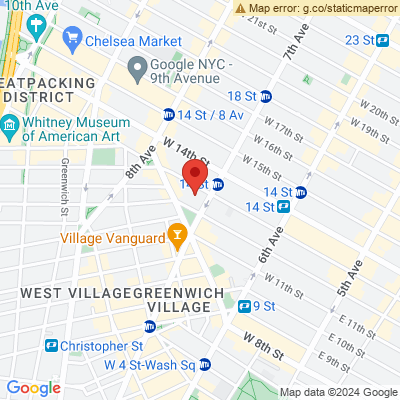 Map error: g.co/staticmaperror
10th Ave
Chelsea Market
W 21st St
7th Ave
23 St
Google NYC -
9th Avenue
EATPACKING
DISTRICT
18 St
W 20th St
14 St / 8 Av
W 17th St
W 19th St
Whitney Museum
of American Art
W 16th St
8th Ave
W 14th St
W 15th St
Greenwich St
14 St
14 St
14 St
Village Vanguard
6th Ave
5th Ave
WEST VILLAGE
GREENWICH
VILLAGE
W 11th St
9 St
E 11th St
Christopher St
W 8th St
E 10th St
W 4 St-Wash Sq
E 9th St
Google
Map data ©2024 Google